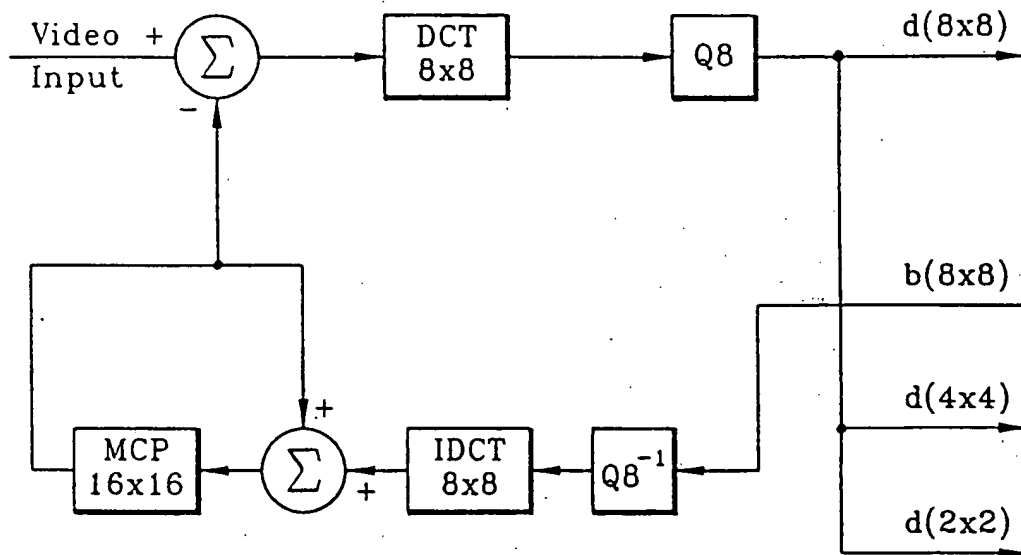 Video +
Input
Σ
-
DCT
8x8
Q8
d(8x8)
b(8x8)
d(4x4)
d(2x2)
+
MCP
16x16
Σ
+
IDCT
8x8
Q8⁻¹